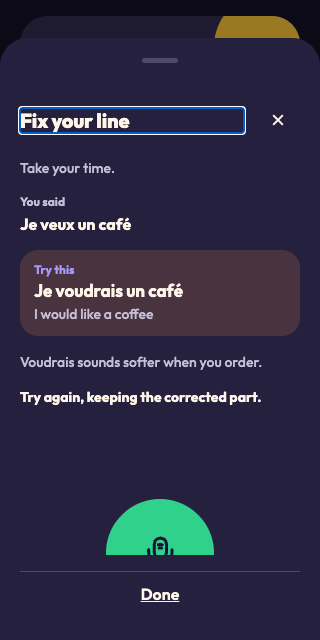 Fix your line
Take your time.
You said
Je veux un café
Try this
Je voudrais un café
I would like a coffee
Voudrais sounds softer when you order.
Try again, keeping the corrected part.
Done